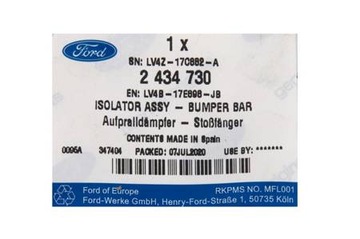 Ford
1 x
SN: LV4Z-17C882-A
2 434 730
EN: LV4B-17E898-JB
ISOLATOR ASSY - BUMPER BAR
Aufpralldämpfer - Stoßfänger
CONTENTS MADE IN Spain
0095A 347404 PACKED: 07JUL2020 USE BY: *******
Ford of Europe
RKPMS NO. MFL001
Ford-Werke GmbH, Henry-Ford-Straße 1, 50735 Köln